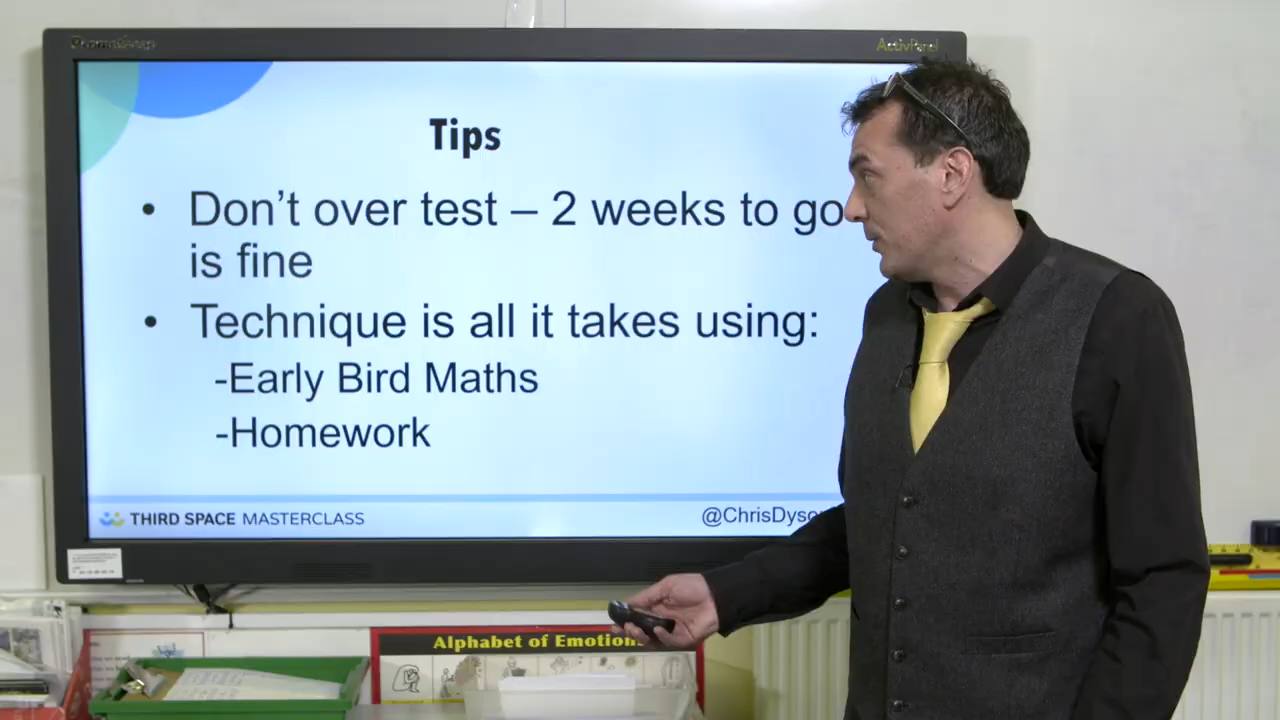 ActivPanel
Tips
• Don't over test – 2 weeks to go
is fine
• Technique is all it takes using:
-Early Bird Maths
-Homework
THIRD SPACE MASTERCLASS
@ChrisDyso
Alphabet of Emotions